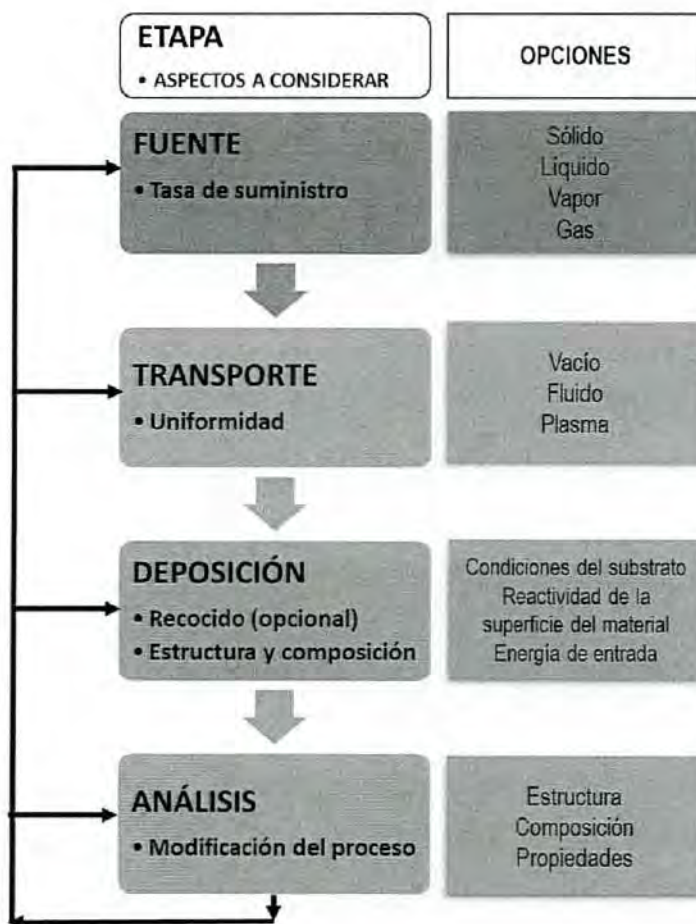 ETAPA
• ASPECTOS A CONSIDERAR
OPCIONES
FUENTE
• Tasa de suministro
Sólido
Líquido
Vapor
Gas
TRANSPORTE
• Uniformidad
Vacío
Fluido
Plasma
DEPOSICIÓN
• Recocido (opcional)
• Estructura y composición
Condiciones del substrato
Reactividad de la
superficie del material
Energía de entrada
ANÁLISIS
• Modificación del proceso
Estructura
Composición
Propiedades